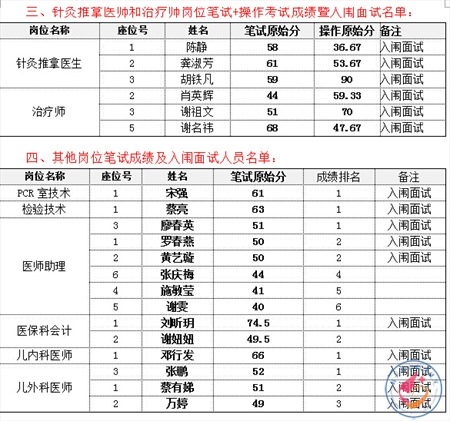 三、针灸推拿医师和治疗师岗位笔试+操作考试成绩暨入闱面试名单：
岗位名称 座位号 姓名 笔试原始分 操作原始分 备注
针灸推拿医生 1 陈静 58 36.67 入闱面试
2 龚淑芳 61 53.67 入闱面试
3 胡铁凡 59 90 入闱面试
治疗师 2 肖英辉 44 59.33 入闱面试
3 谢祖文 51 70 入闱面试
5 谢名祎 68 47.67 入闱面试
四、其他岗位笔试成绩及入闱面试人员名单：
岗位名称 座位号 姓名 笔试原始分 成绩排名 备注
PCR室技术 1 宋强 61 1 入闱面试
检验技术 1 蔡亮 63 1 入闱面试
医师助理 3 廖春英 51 1 入闱面试
1 罗春燕 50 2 入闱面试
2 黄艺璇 50 2 入闱面试
6 张庆梅 44 4
4 施敏莹 41 5
5 谢雯 40 6
医保科会计 1 刘昕玥 74.5 1 入闱面试
2 谢妞妞 49.5 2
儿内科医师 1 邓行发 66 1 入闱面试
儿外科医师 3 张鹏 52 1 入闱面试
1 蔡有娣 51 2 入闱面试
2 万婷 49 3 入闱面试